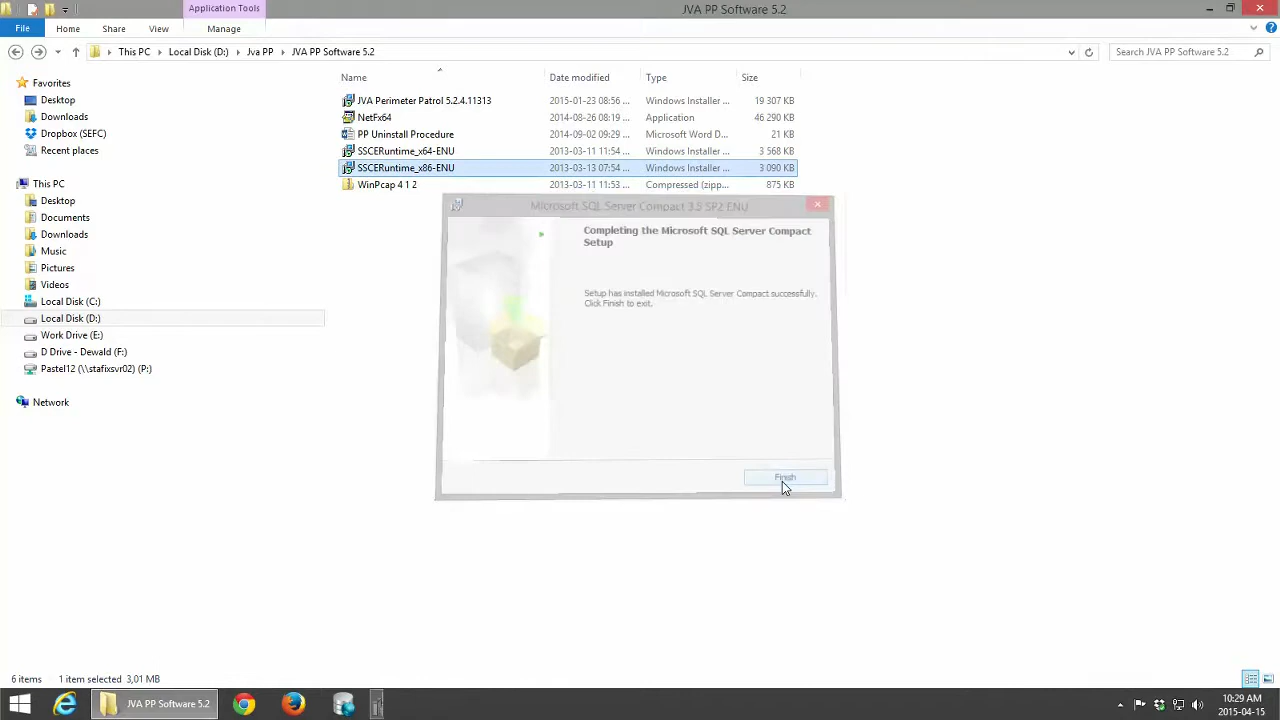 Application Tools
JVA PP Software 5.2
File
Home
Share
View
Manage
This PC
Local Disk (D:)
Jva PP
JVA PP Software 5.2
Search JVA PP Software 5.2
Name
Date modified
Type
Size
JVA Perimeter Patrol 5.2.4.11313
2015-01-23 08:56 ...
Windows Installer ...
19 307 KB
NetFx64
2014-08-26 08:19 ...
Application
46 290 KB
PP Uninstall Procedure
2014-09-02 09:29 ...
Microsoft Word D...
21 KB
SSCERuntime_x64-ENU
2013-03-11 11:54 ...
Windows Installer ...
3 568 KB
SSCERuntime_x86-ENU
2013-03-13 07:54 ...
Windows Installer ...
3 090 KB
WinPcap 4 1 2
2013-03-11 11:53 ...
Compressed (zipp...
875 KB
Favorites
Desktop
Downloads
Dropbox (SEFC)
Recent places
This PC
Desktop
Documents
Downloads
Music
Pictures
Videos
Local Disk (C:)
Local Disk (D:)
Work Drive (E:)
D Drive - Dewald (F:)
Pastel12 (\\stafixsvr02) (P:)
Network
Microsoft SQL Server Compact 3.5 SP2 ENU
Completing the Microsoft SQL Server Compact
Setup
Setup has installed Microsoft SQL Server Compact successfully.
Click Finish to exit.
Finish
6 items
1 item selected 3,01 MB
JVA PP Software 5.2
10:29 AM
2015-04-15